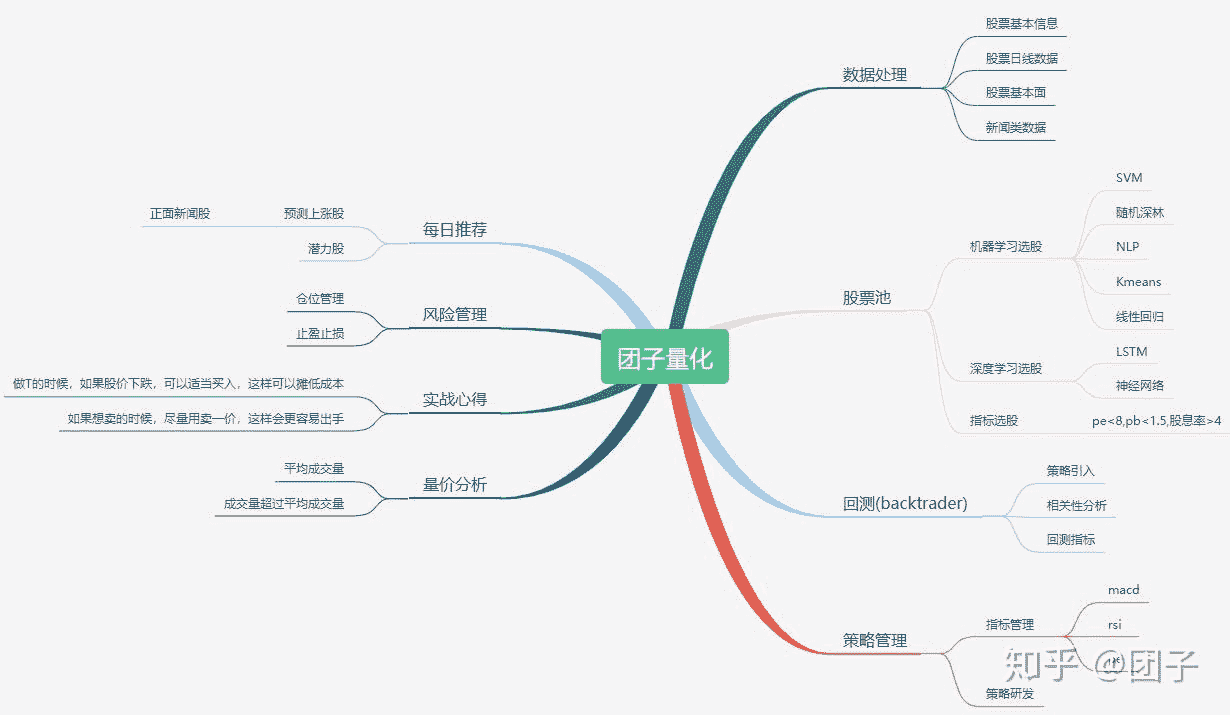 团子量化
数据处理
股票基本信息
股票日线数据
股票基本面
新闻类数据
股票池
机器学习选股
SVM
随机深林
NLP
Kmeans
线性回归
深度学习选股
LSTM
神经网络
指标选股
pe<8,pb<1.5,股息率>4
回测(backtrader)
策略引入
相关性分析
回测指标
策略管理
指标管理
macd
rsi
策略研发
每日推荐
预测上涨股
正面新闻股
潜力股
风险管理
仓位管理
止盈止损
实战心得
做T的时候，如果股价下跌，可以适当买入，这样可以摊低成本
如果想卖的时候，尽量用卖一价，这样会更容易出手
量价分析
平均成交量
成交量超过平均成交量
知乎 @团子